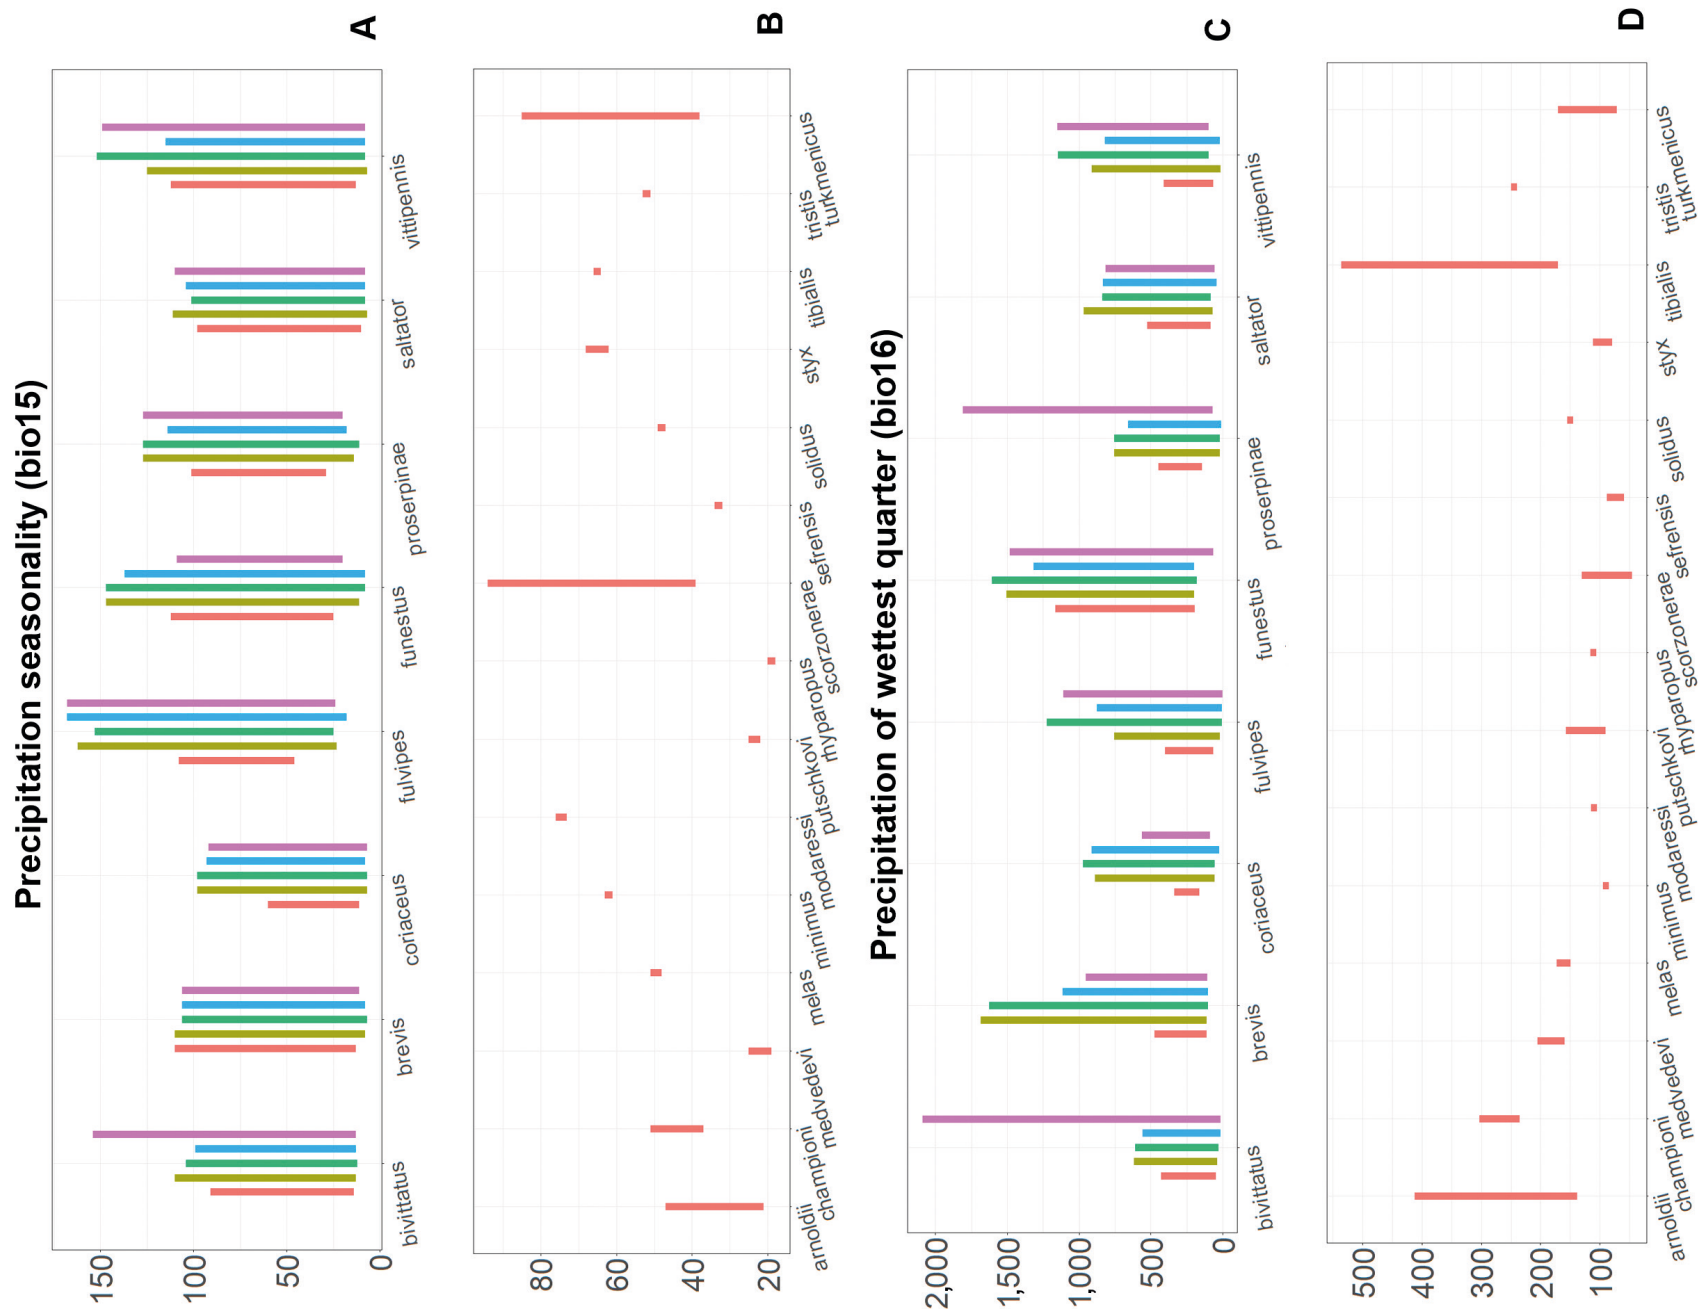 Precipitation seasonality (bio15)
A
150
100
50
0
bivittatus
brevis
coriaceus
fulvipes
funestus
proserpinae
saltator
vittipennis
B
80
60
40
20
arnoldii
championi
medvedevi
melas
minimus
modaressi
putschkovi
rhyparopus
scorzonerae
sefrensis
solidus
styx
tibialis
tristis
turkmenicus
Precipitation of wettest quarter (bio16)
C
2,000
1,500
1,000
500
0
bivittatus
brevis
coriaceus
fulvipes
funestus
proserpinae
saltator
vittipennis
D
500
400
300
200
100
arnoldii
championi
medvedevi
melas
minimus
modaressi
putschkovi
rhyparopus
scorzonerae
sefrensis
solidus
styx
tibialis
tristis
turkmenicus